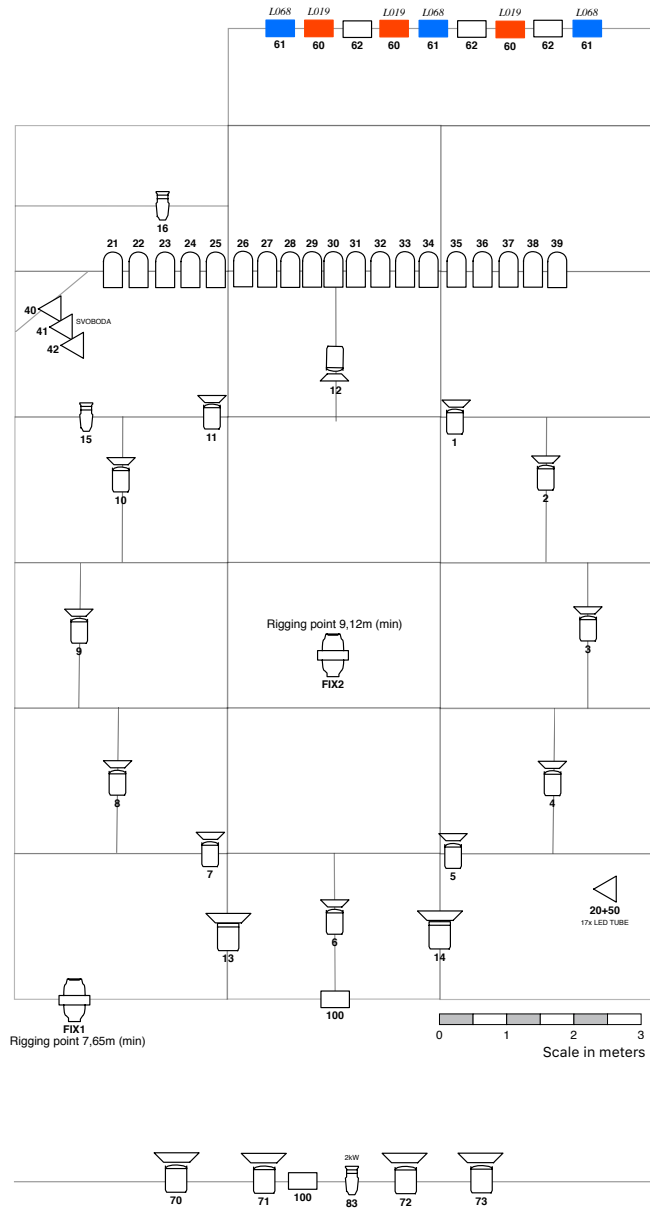 L068 L019 L019 L068 L019 L068
61 60 62 60 61 62 60 62 61
16
21 22 23 24 25 26 27 28 29 30 31 32 33 34 35 36 37 38 39
40
41 SVOBODA
42
12
15 11 1
10 2
9 3
Rigging point 9,12m (min)
FIX2
8 4
7 5
6
20+50
17x LED TUBE
13 14
100
FIX1
Rigging point 7,65m (min)
0 1 2 3
Scale in meters
2kW
70 71 100 83 72 73